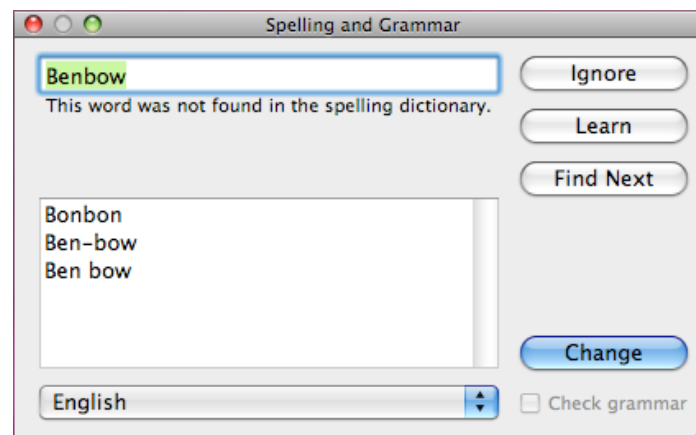 Spelling and Grammar
Benbow
This word was not found in the spelling dictionary.
Ignore
Learn
Find Next
Bonbon
Ben-bow
Ben bow
Change
English
Check grammar